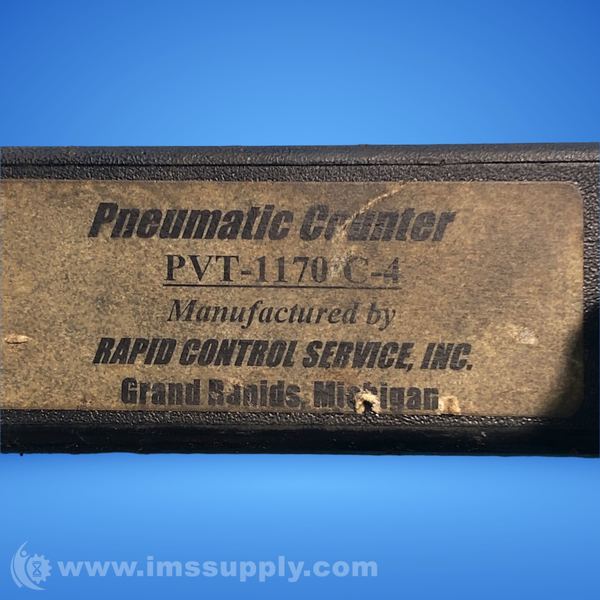 Pneumatic Counter
PVT-1170-C-4
Manufactured by
RAPID CONTROL SERVICE, INC.
Grand Rapids, Michigan
www.imssupply.com